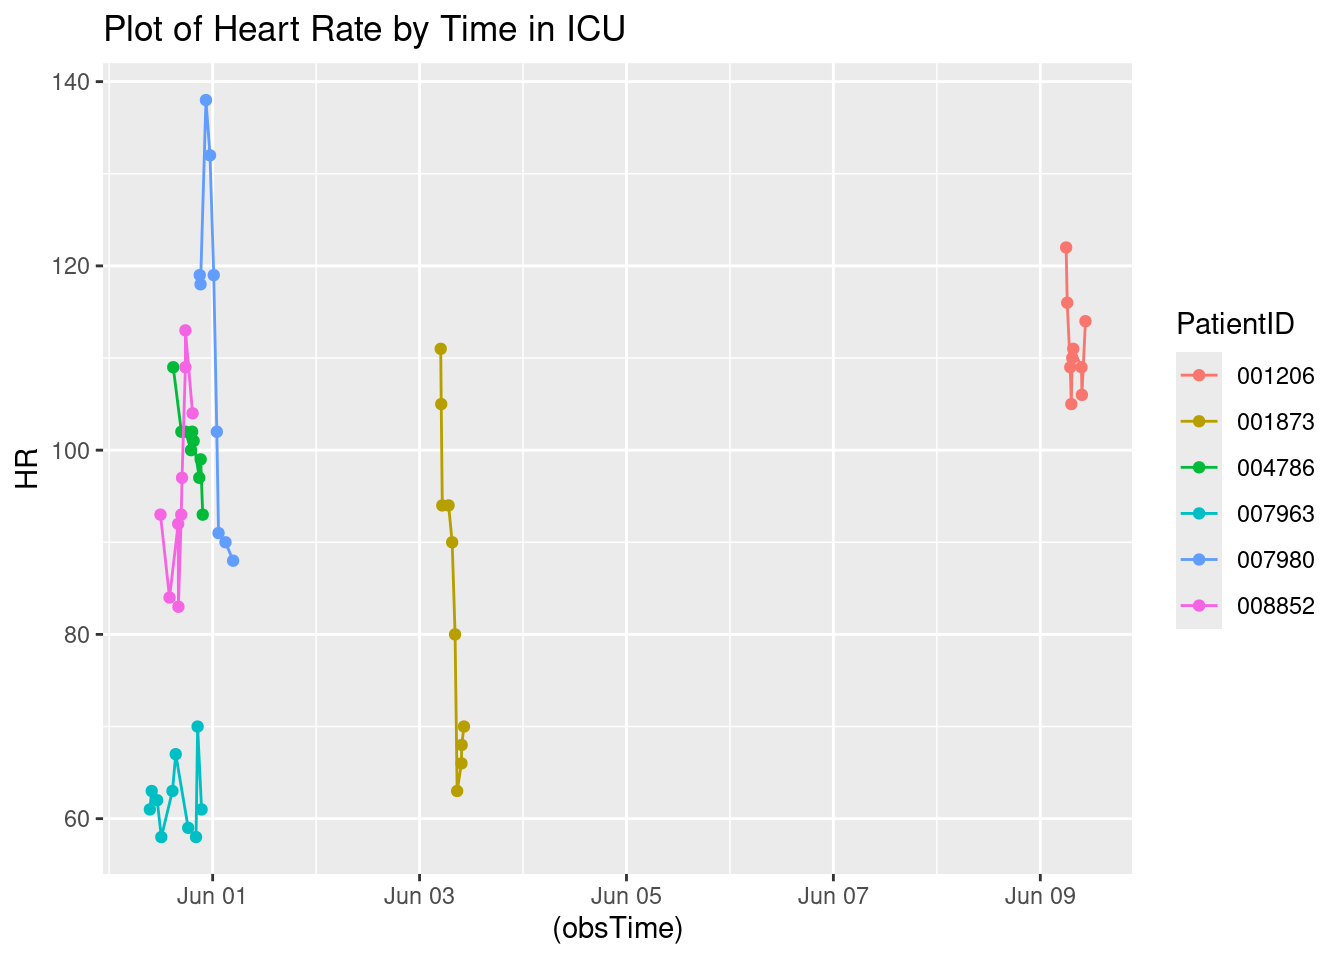 Plot of Heart Rate by Time in ICU
HR
140
120
100
80
60
Jun 01 Jun 03 Jun 05 Jun 07 Jun 09
(obsTime)
PatientID
001206
001873
004786
007963
007980
008852